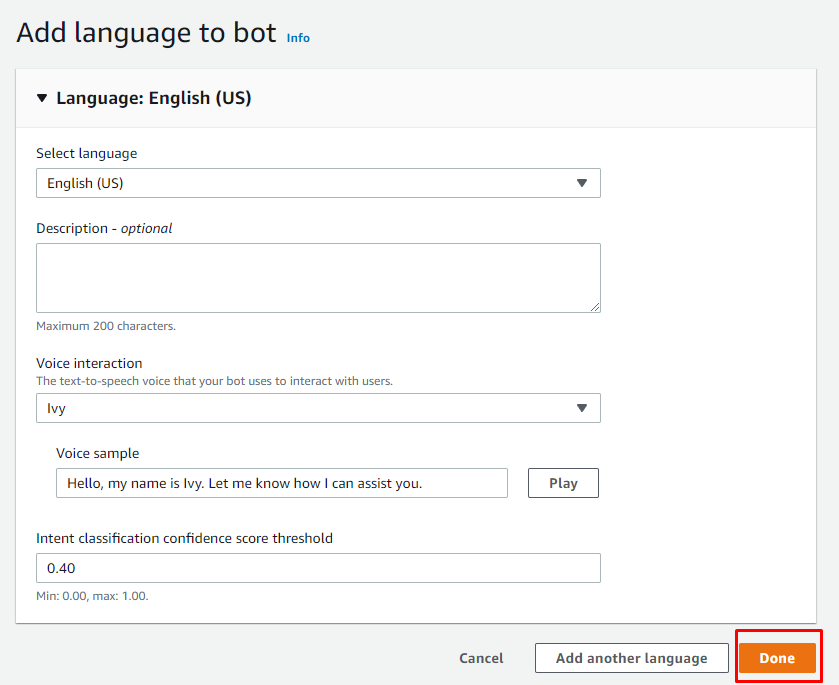 Add language to bot Info
Language: English (US)
Select language
English (US)
Description - optional
Maximum 200 characters.
Voice interaction
The text-to-speech voice that your bot uses to interact with users.
Ivy
Voice sample
Hello, my name is Ivy. Let me know how I can assist you.
Play
Intent classification confidence score threshold
0.40
Min: 0.00, max: 1.00.
Cancel
Add another language
Done